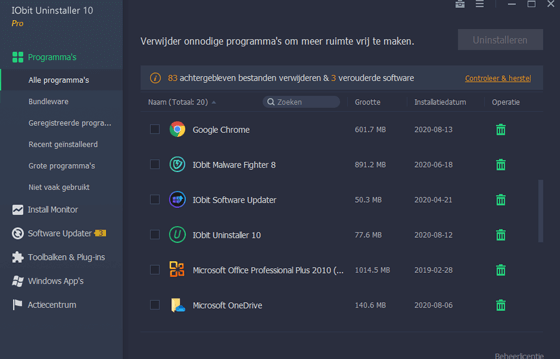 IObit Uninstaller 10
Pro
Verwijder onnodige programma's om meer ruimte vrij te maken.
Uninstalleren
Programma's
Alle programma's
Bundleware
Geregistreerde progra...
Recent geïnstalleerd
Grote programma's
Niet vaak gebruikt
Install Monitor
Software Updater 3
Toolbalken & Plug-ins
Windows App's
Actiecentrum
83 achtergebleven bestanden verwijderen & 3 verouderde software
Controleer & herstel
Naam (Totaal: 20) Zoeken Grootte Installatiedatum Operatie
Google Chrome 601.7 MB 2020-08-13
IObit Malware Fighter 8 891.2 MB 2020-06-18
IObit Software Updater 50.3 MB 2020-04-21
IObit Uninstaller 10 77.6 MB 2020-08-12
Microsoft Office Professional Plus 2010 (... 1014.5 MB 2019-02-28
Microsoft OneDrive 140.6 MB 2020-08-06
Beheedlicentie